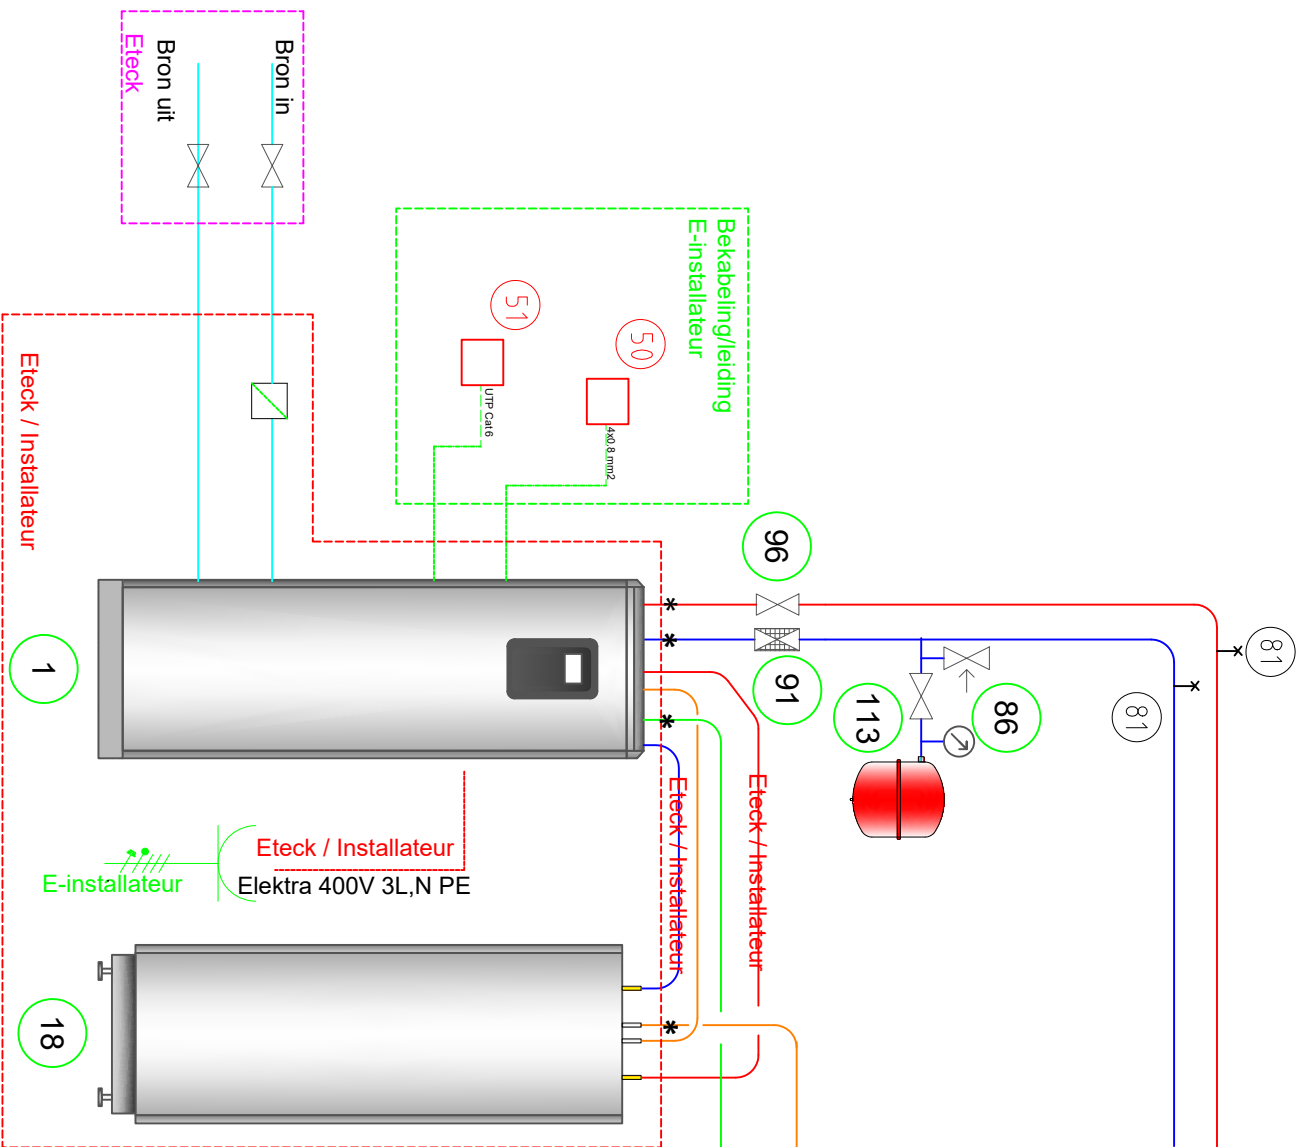 Bron in
Bron uit
Eteck
Bekabeling/leiding
E-installateur
51
50
UTP Cat6
4x0,8 mm2
Eteck / Installateur
96
91
81
81
86
113
1
Eteck / Installateur
Eteck / Installateur
Eteck / Installateur
E-installateur
Elektra 400V 3L,N PE
18